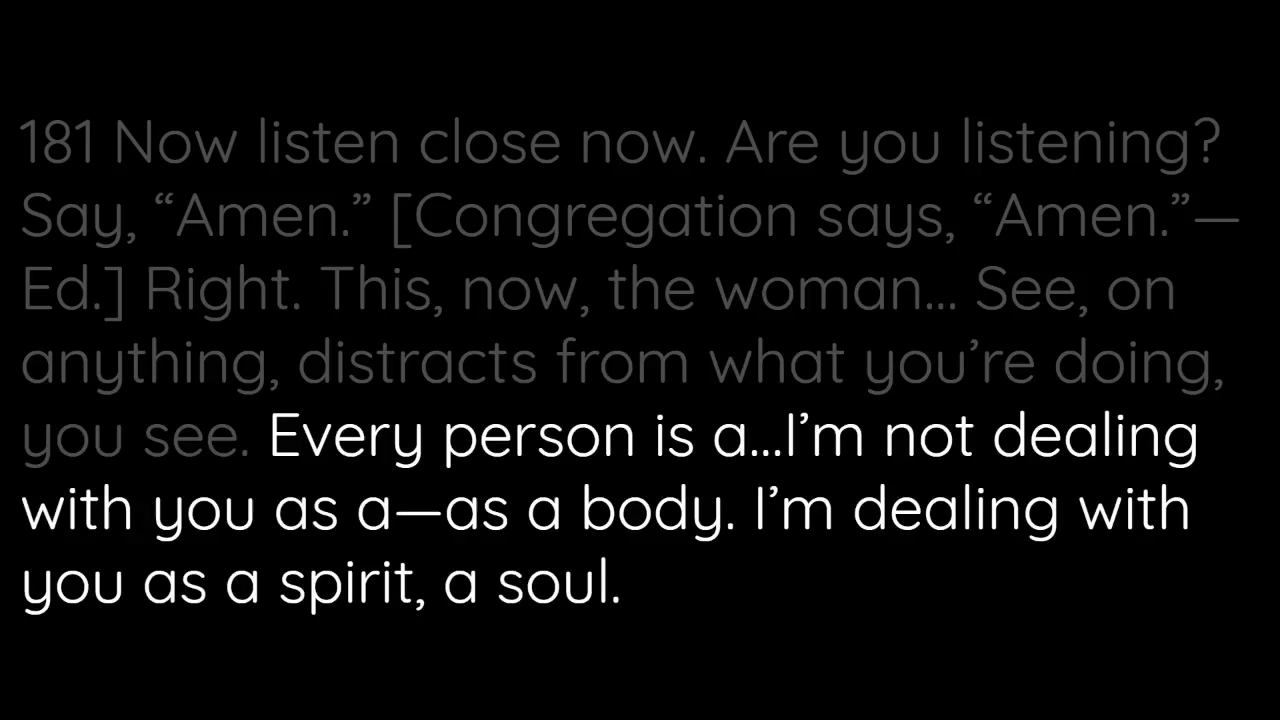 181 Now listen close now. Are you listening?
Say, “Amen.” [Congregation says, “Amen.”—
Ed.] Right. This, now, the woman... See, on
anything, distracts from what you’re doing,
you see. Every person is a...I’m not dealing
with you as a—as a body. I’m dealing with
you as a spirit, a soul.